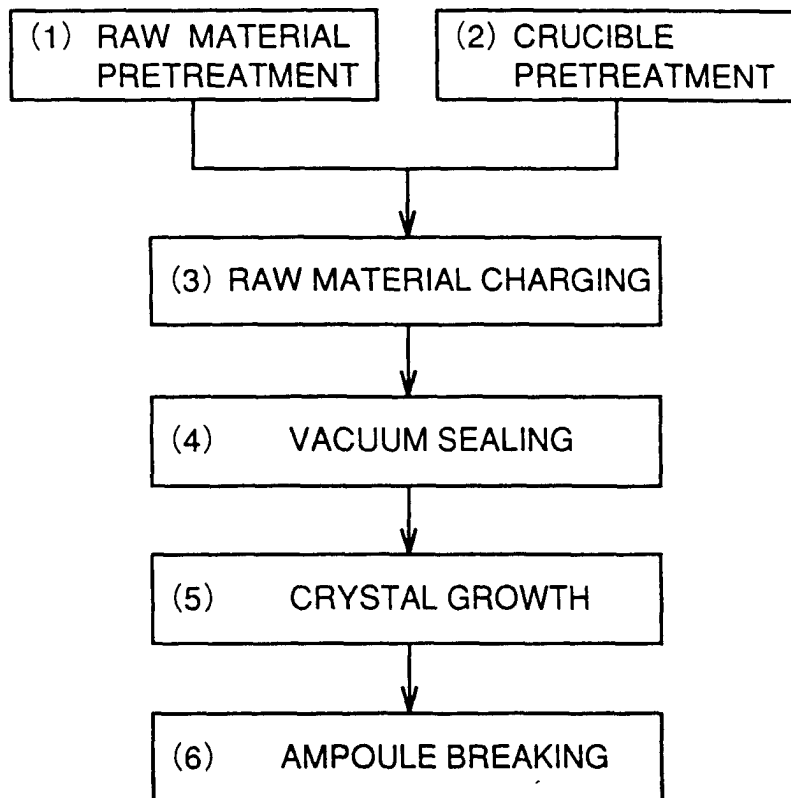 (1) RAW MATERIAL
PRETREATMENT
(2) CRUCIBLE
PRETREATMENT
(3) RAW MATERIAL CHARGING
(4) VACUUM SEALING
(5) CRYSTAL GROWTH
(6) AMPOULE BREAKING